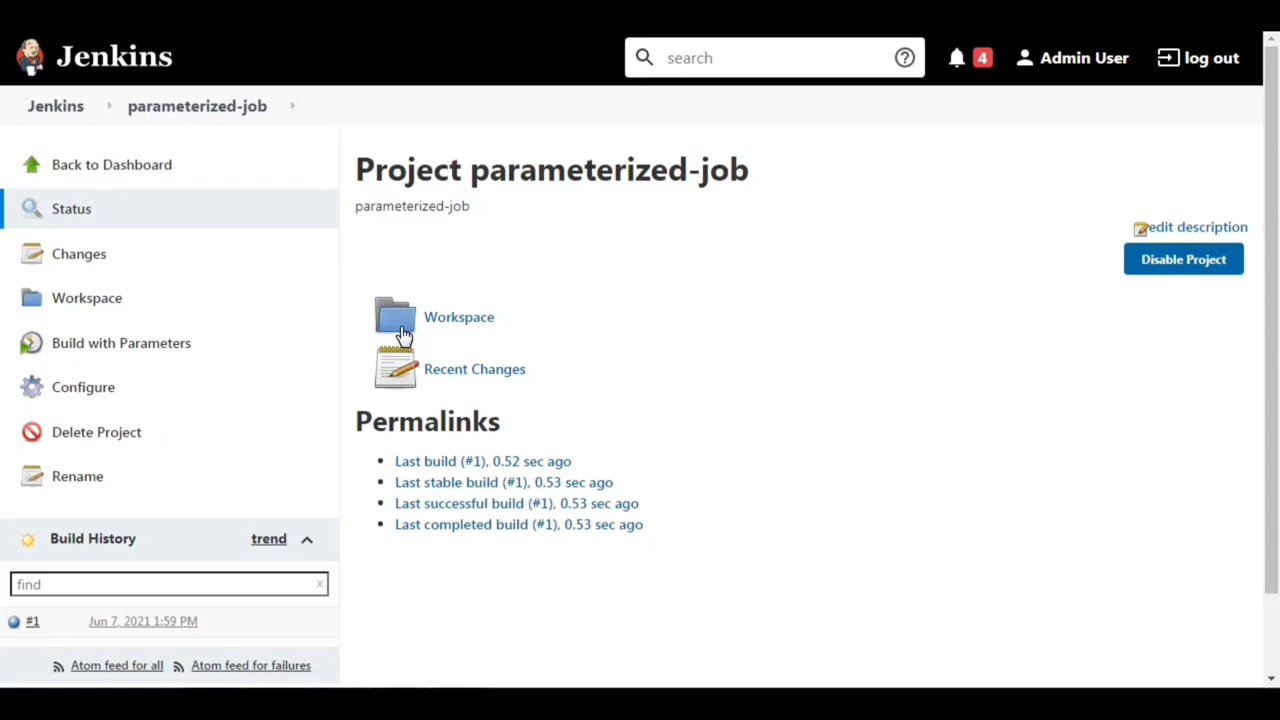 Jenkins
search
4
Admin User
log out
Jenkins
parameterized-job
Back to Dashboard
Status
Changes
Workspace
Build with Parameters
Configure
Delete Project
Rename
Build History
trend
find
x
#1
Jun 7, 2021 1:59 PM
Atom feed for all
Atom feed for failures
Project parameterized-job
parameterized-job
edit description
Disable Project
Workspace
Recent Changes
Permalinks
Last build (#1), 0.52 sec ago
Last stable build (#1), 0.53 sec ago
Last successful build (#1), 0.53 sec ago
Last completed build (#1), 0.53 sec ago